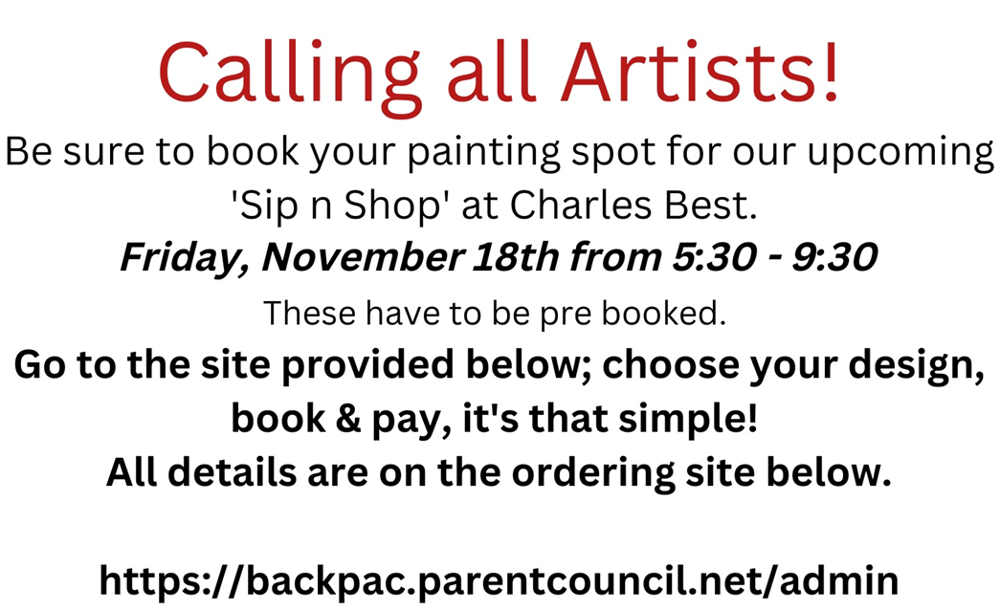 Calling all Artists!
Be sure to book your painting spot for our upcoming
'Sip n Shop' at Charles Best.
Friday, November 18th from 5:30 - 9:30
These have to be pre booked.
Go to the site provided below; choose your design,
book & pay, it's that simple!
All details are on the ordering site below.
https://backpac.parentcouncil.net/admin